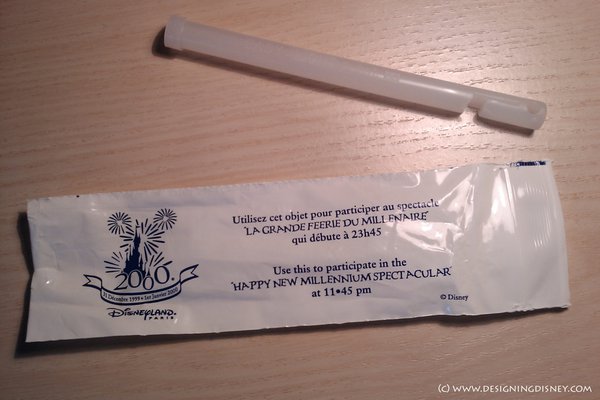 Utilisez cet objet pour participer au spectacle
"LA GRANDE FEERIE DU MILLENAIRE"
qui débute à 23h45
Use this to participate in the
"HAPPY NEW MILLENNIUM SPECTACULAR"
at 11•45 pm
2000
31 Décembre 1999 • 1er Janvier 2000
DISNEYLAND
PARIS
© Disney
(C) WWW.DESIGNINGDISNEY.COM